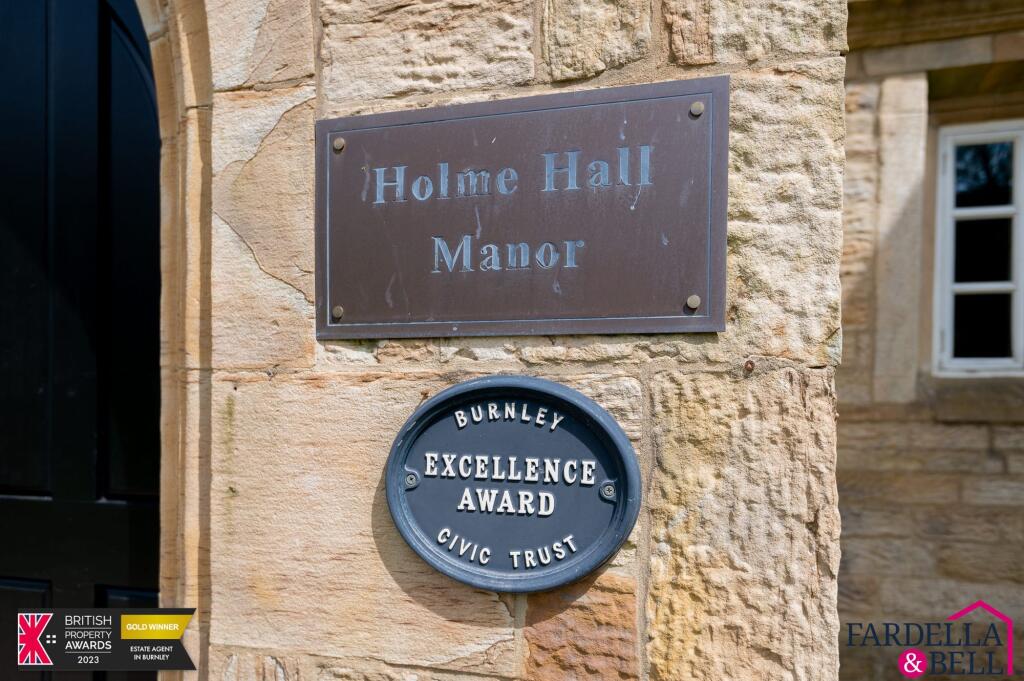 Holme Hall
Manor
BURNLEY
EXCELLENCE
AWARD
CIVIC TRUST
BRITISH
PROPERTY
AWARDS
2023
GOLD WINNER
ESTATE AGENT
IN BURNLEY
FARDELLA
& BELL